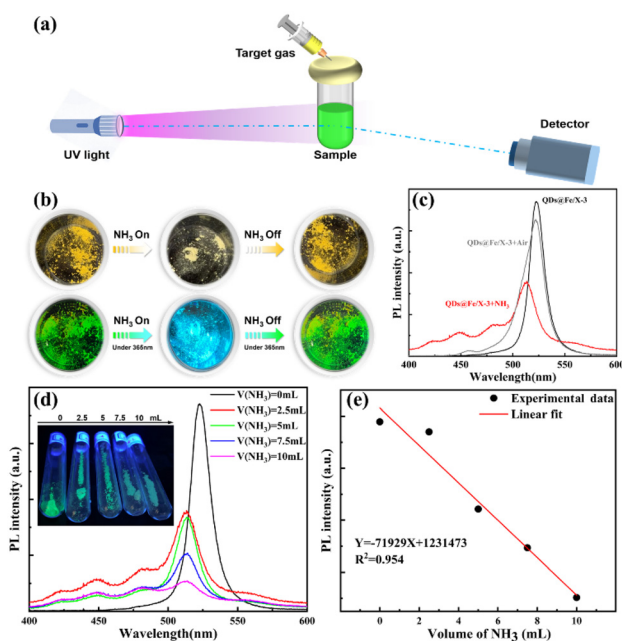 (a)
Target gas
UV light
Sample
Detector
(b)
NH3 On
NH3 Off
NH3 On
Under 365nm
NH3 Off
Under 365nm
(c)
QDs@Fe/X-3
QDs@Fe/X-3+Air
QDs@Fe/X-3+NH3
PL intensity (a.u.)
400
450
500
550
600
Wavelength(nm)
(d)
0 2.5 5 7.5 10 mL
V(NH3)=0mL
V(NH3)=2.5mL
V(NH3)=5mL
V(NH3)=7.5mL
V(NH3)=10mL
PL intensity (a.u.)
400 450 500 550 600
Wavelength(nm)
(e)
Experimental data
Linear fit
Y=-71929X+1231473
R2=0.954
PL intensity (a.u.)
0 2 4 6 8 10
Volume of NH3 (mL)